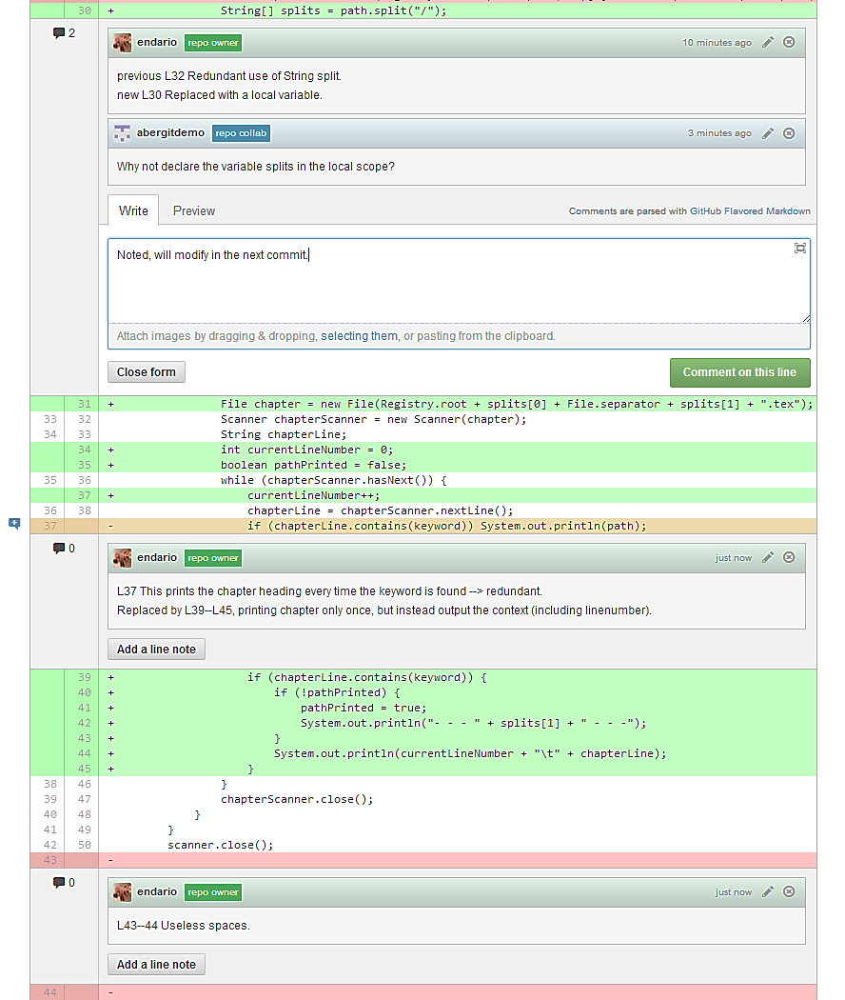 30 + String[] splits = path.split("/");
2
endario repo owner 10 minutes ago
previous L32 Redundant use of String split.
new L30 Replaced with a local variable.
abergitdemo repo collab 3 minutes ago
Why not declare the variable splits in the local scope?
Write Preview Comments are parsed with GitHub Flavored Markdown
Noted, will modify in the next commit.
Attach images by dragging & dropping, selecting them, or pasting from the clipboard.
Close form Comment on this line
31 + File chapter = new File(Registry.root + splits[0] + File.separator + splits[1] + ".tex");
33 32 Scanner chapterScanner = new Scanner(chapter);
34 33 String chapterLine;
34 + int currentLineNumber = 0;
35 + boolean pathPrinted = false;
35 36 while (chapterScanner.hasNext()) {
37 + currentLineNumber++;
36 38 chapterLine = chapterScanner.nextLine();
37 - if (chapterLine.contains(keyword)) System.out.println(path);
0
endario repo owner just now
L37 This prints the chapter heading every time the keyword is found --> redundant.
Replaced by L39--L45, printing chapter only once, but instead output the context (including linenumber).
Add a line note
39 + if (chapterLine.contains(keyword)) {
40 + if (!pathPrinted) {
41 + pathPrinted = true;
42 + System.out.println("- - - " + splits[1] + " - - -");
43 + }
44 + System.out.println(currentLineNumber + "\t" + chapterLine);
45 + }
38 46 }
39 47 chapterScanner.close();
40 48 }
41 49 }
42 50 scanner.close();
43 -
0
endario repo owner just now
L43--44 Useless spaces.
Add a line note
44 -